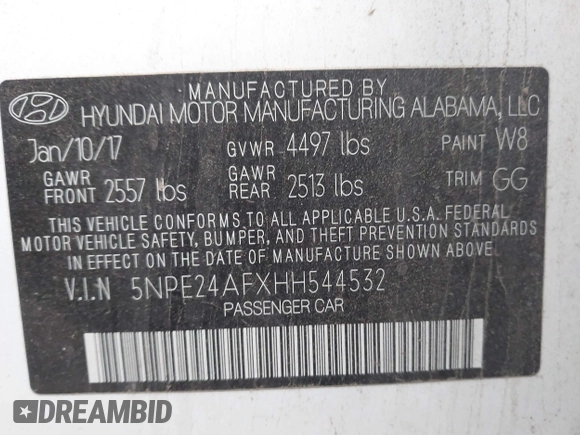 MANUFACTURED BY
HYUNDAI MOTOR MANUFACTURING ALABAMA, LLC
Jan/10/17 GVWR 4497 lbs PAINT W8
GAWR FRONT 2557 lbs GAWR REAR 2513 lbs TRIM GG
THIS VEHICLE CONFORMS TO ALL APPLICABLE U.S.A. FEDERAL
MOTOR VEHICLE SAFETY, BUMPER, AND THEFT PREVENTION STANDARDS
IN EFFECT ON THE DATE OF MANUFACTURE SHOWN ABOVE.
V.I.N 5NPE24AFXHH544532
PASSENGER CAR
DREAMBID